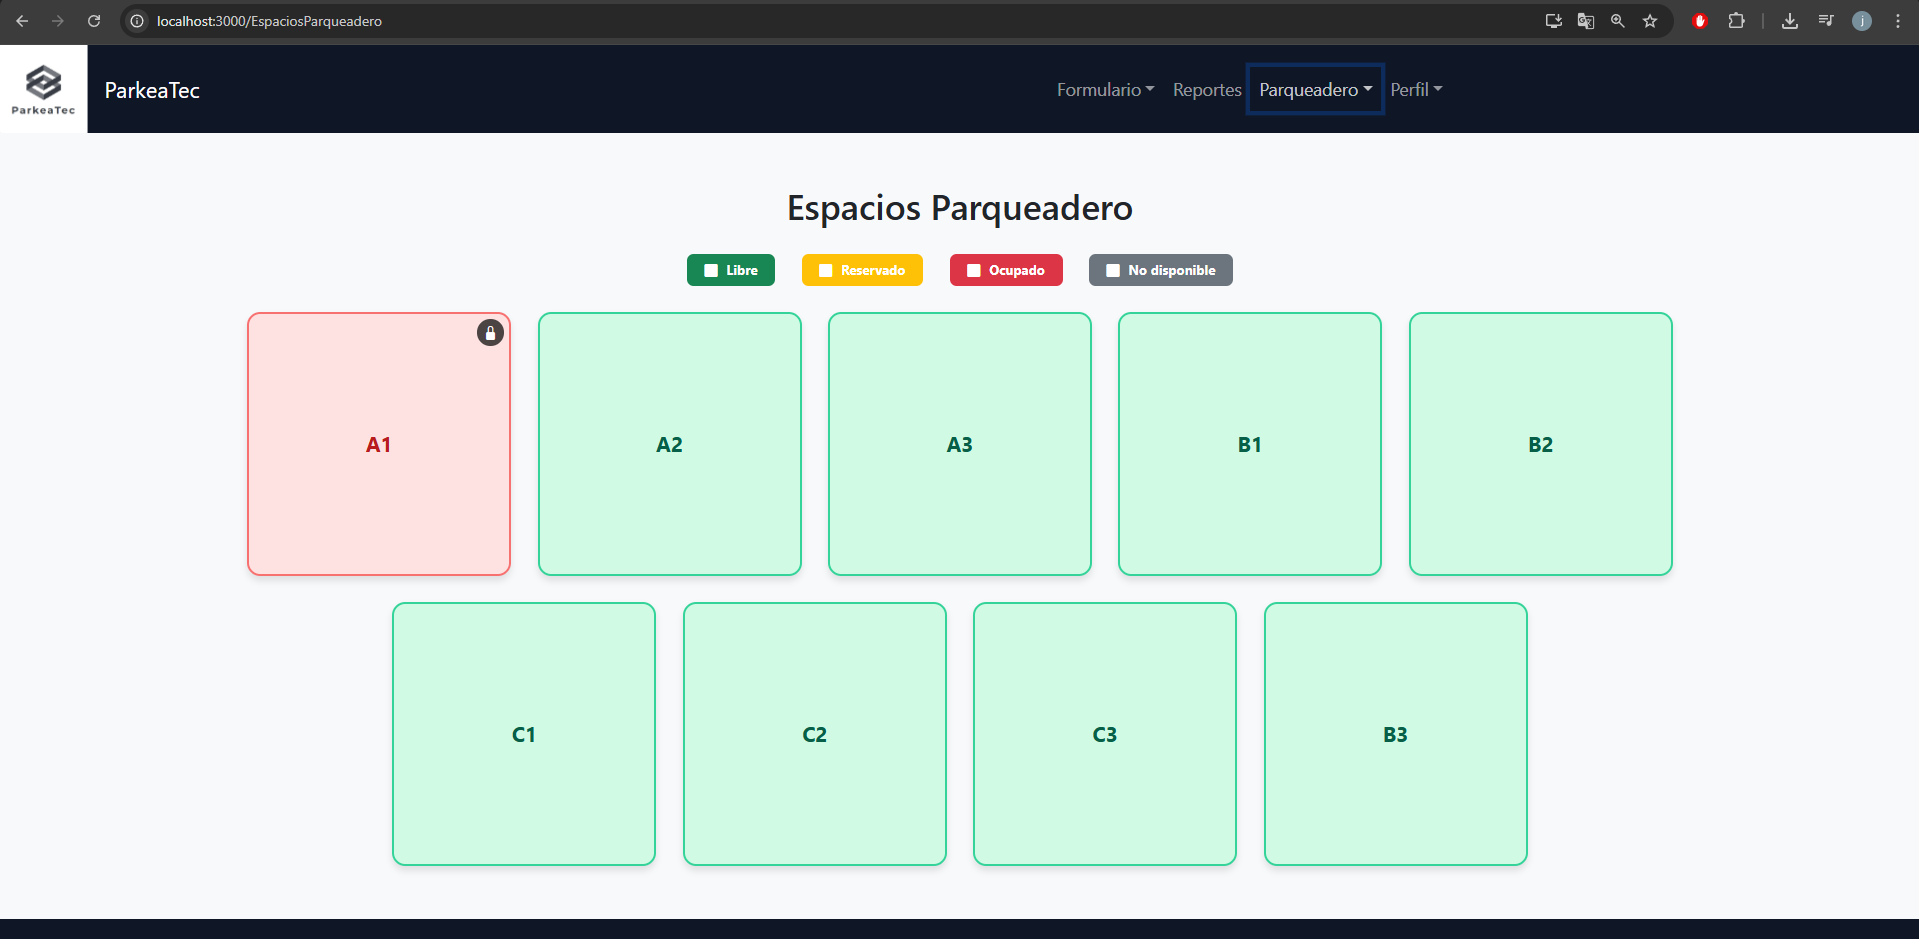 localhost:3000/EspaciosParqueadero
j
ParkeaTec
ParkeaTec
Formulario Reportes Parqueadero Perfil
Espacios Parqueadero
Libre Reservado Ocupado No disponible
A1 A2 A3 B1 B2
C1 C2 C3 B3